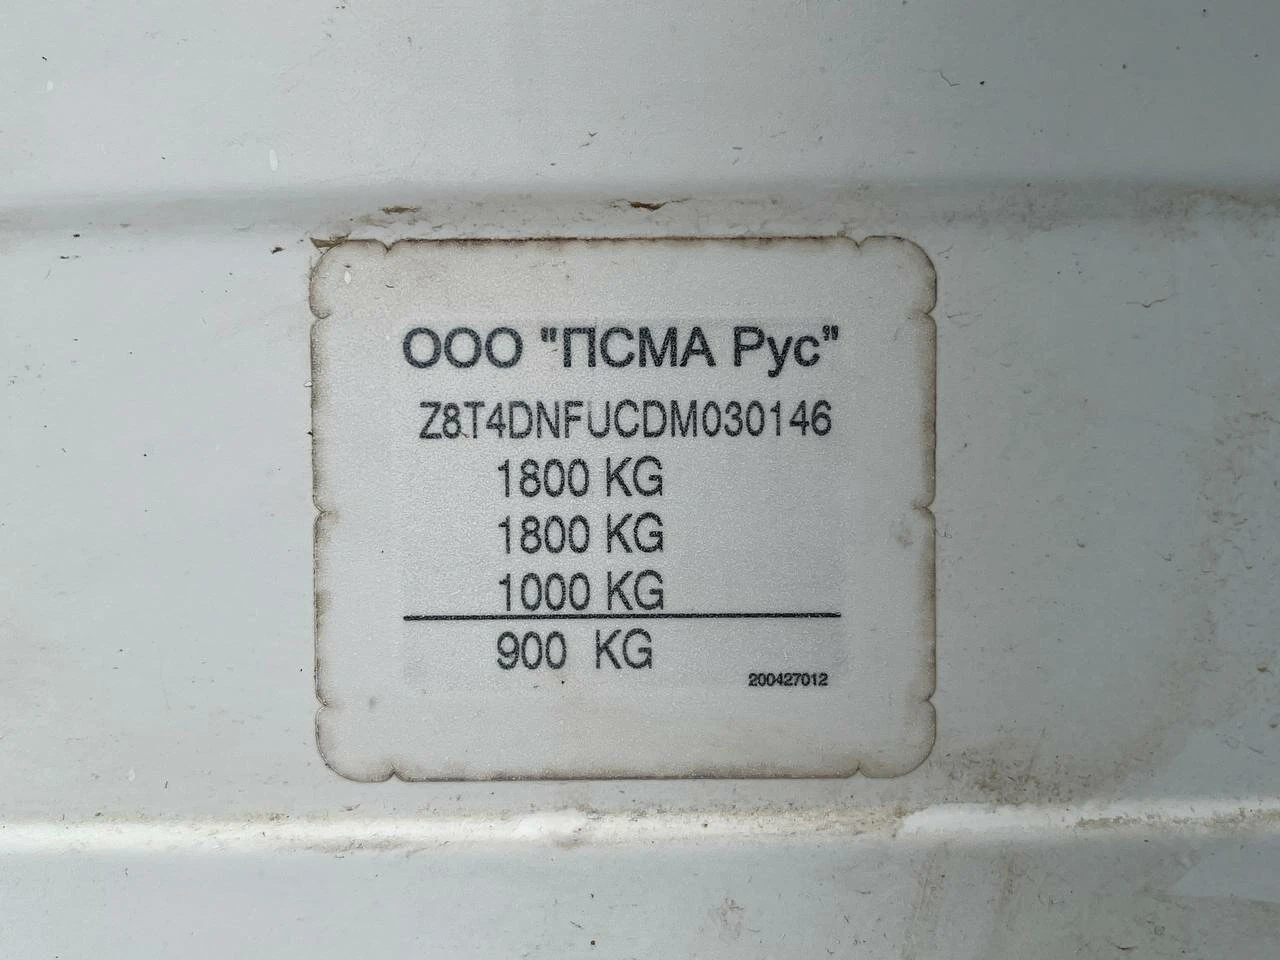 ООО "ПСМА Рус"
Z8T4DNFUCDM030146
1800 KG
1800 KG
1000 KG
900 KG
200427012